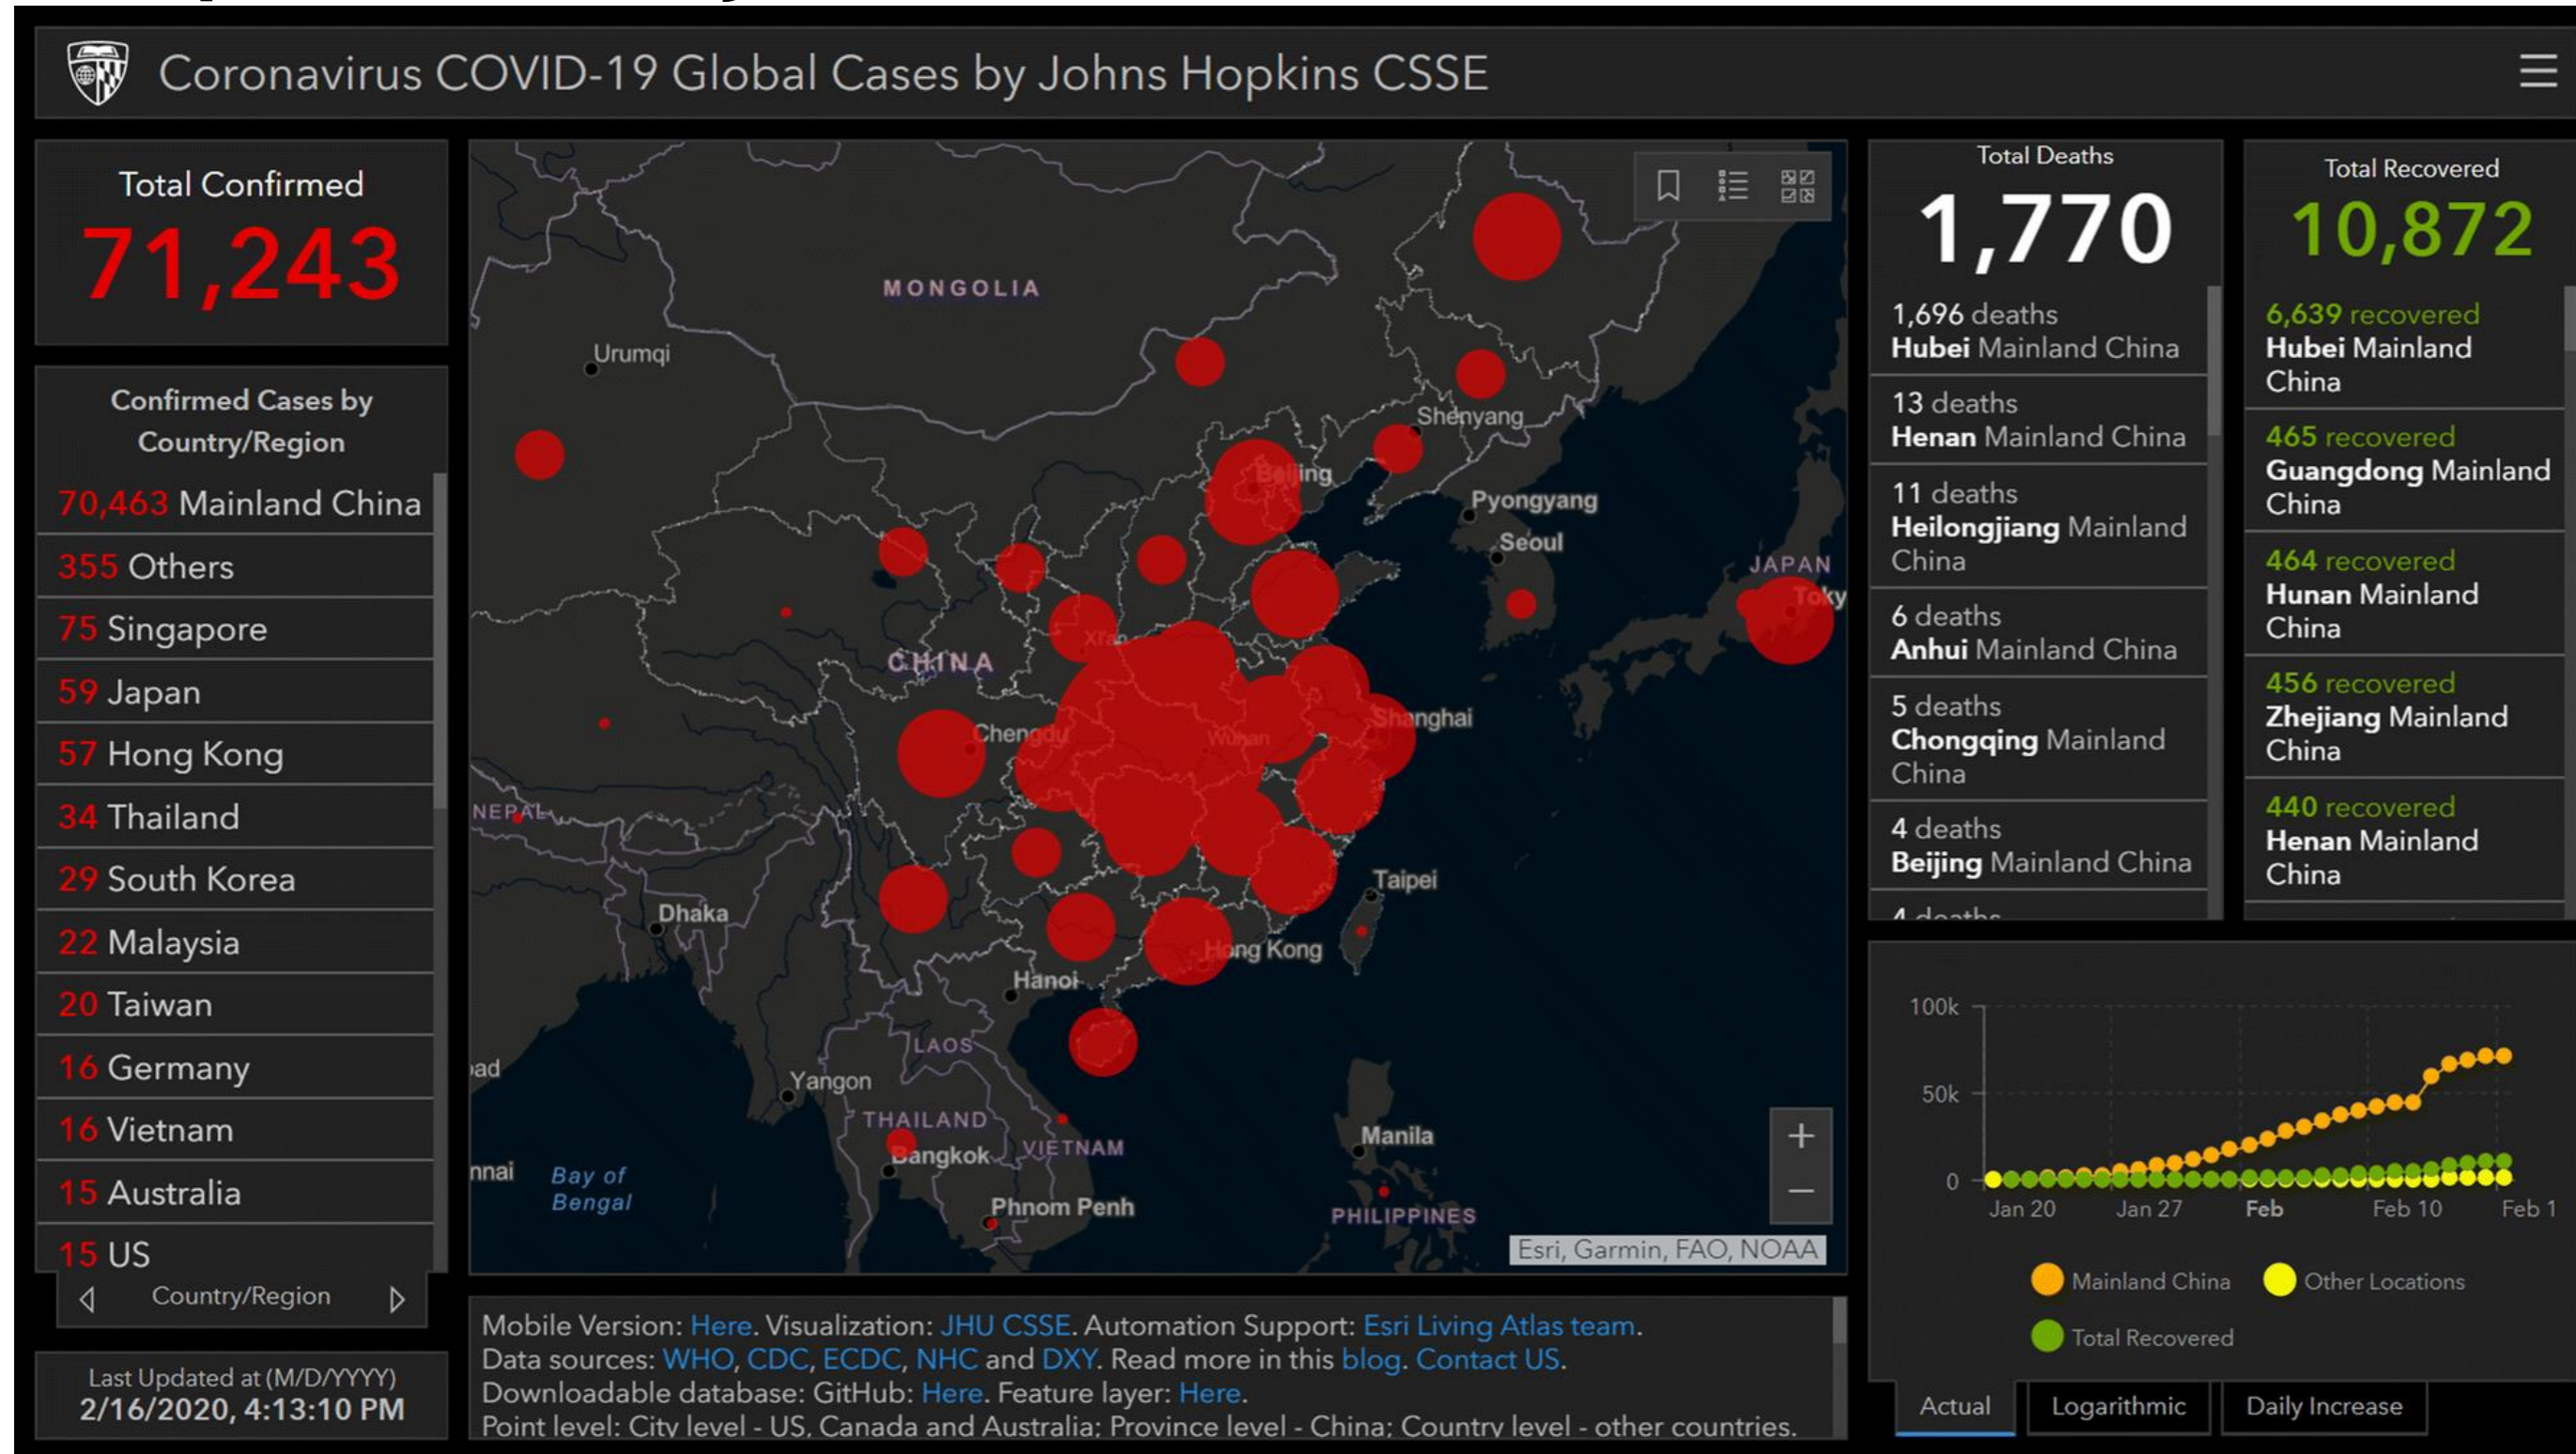 Coronavirus COVID-19 Global Cases by Johns Hopkins CSSE
Total Confirmed
71,243
Confirmed Cases by
Country/Region
70,463 Mainland China
355 Others
75 Singapore
59 Japan
57 Hong Kong
34 Thailand
29 South Korea
22 Malaysia
20 Taiwan
16 Germany
16 Vietnam
15 Australia
15 US
Country/Region
Last Updated at (M/D/YYYY)
2/16/2020, 4:13:10 PM
MONGOLIA
Urumqi
Shenyang
Beijing
Pyongyang
Seoul
JAPAN
Toky
Xi'an
CHINA
Shanghai
Chengdu
Wuhan
NEPAL
Taipei
Dhaka
Hong Kong
Hanoi
LAOS
Yangon
THAILAND
Manila
VIETNAM
Bangkok
nnai
Bay of
Bengal
Phnom Penh
PHILIPPINES
+
−
Esri, Garmin, FAO, NOAA
Mobile Version: Here. Visualization: JHU CSSE. Automation Support: Esri Living Atlas team.
Data sources: WHO, CDC, ECDC, NHC and DXY. Read more in this blog. Contact US.
Downloadable database: GitHub: Here. Feature layer: Here.
Point level: City level - US, Canada and Australia; Province level - China; Country level - other countries.
Total Deaths
1,770
1,696 deaths
Hubei Mainland China
13 deaths
Henan Mainland China
11 deaths
Heilongjiang Mainland
China
6 deaths
Anhui Mainland China
5 deaths
Chongqing Mainland
China
4 deaths
Beijing Mainland China
4 deaths
Total Recovered
10,872
6,639 recovered
Hubei Mainland
China
465 recovered
Guangdong Mainland
China
464 recovered
Hunan Mainland
China
456 recovered
Zhejiang Mainland
China
440 recovered
Henan Mainland
China
100k
50k
0
Jan 20
Jan 27
Feb
Feb 10
Feb 1
Mainland China
Other Locations
Total Recovered
Actual
Logarithmic
Daily Increase